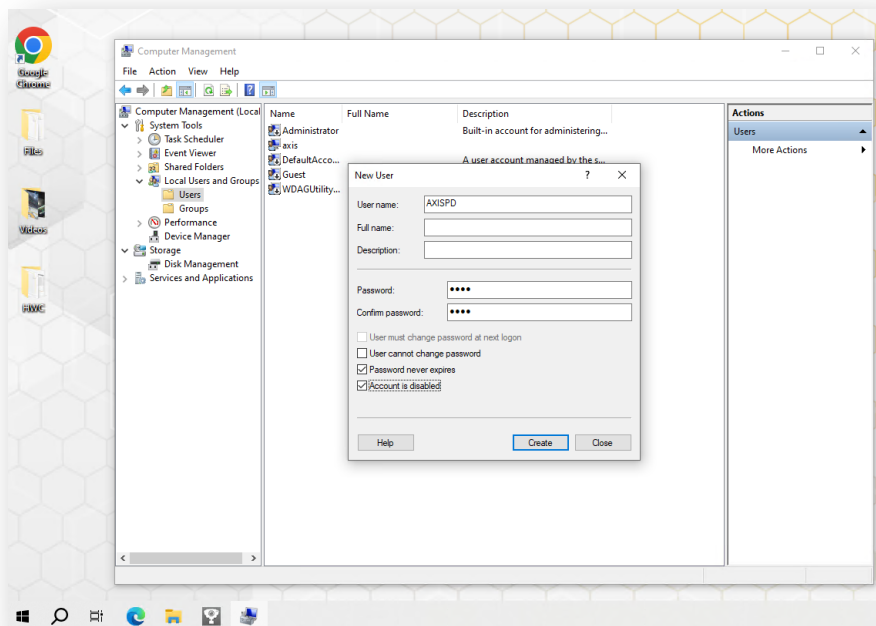 Google
Chrome
Files
Videos
HWC
Computer Management
File Action View Help
Computer Management (Local
System Tools
Task Scheduler
Event Viewer
Shared Folders
Local Users and Groups
Users
Groups
Performance
Device Manager
Storage
Disk Management
Services and Applications
Name Full Name Description
Administrator Built-in account for administering...
axis
DefaultAcco... A user account managed by the s...
Guest
WDAGUtility...
Actions
Users
More Actions
New User
User name: AXISPD
Full name:
Description:
Password: ••••
Confirm password: ••••
User must change password at next logon
User cannot change password
Password never expires
Account is disabled
Help Create Close